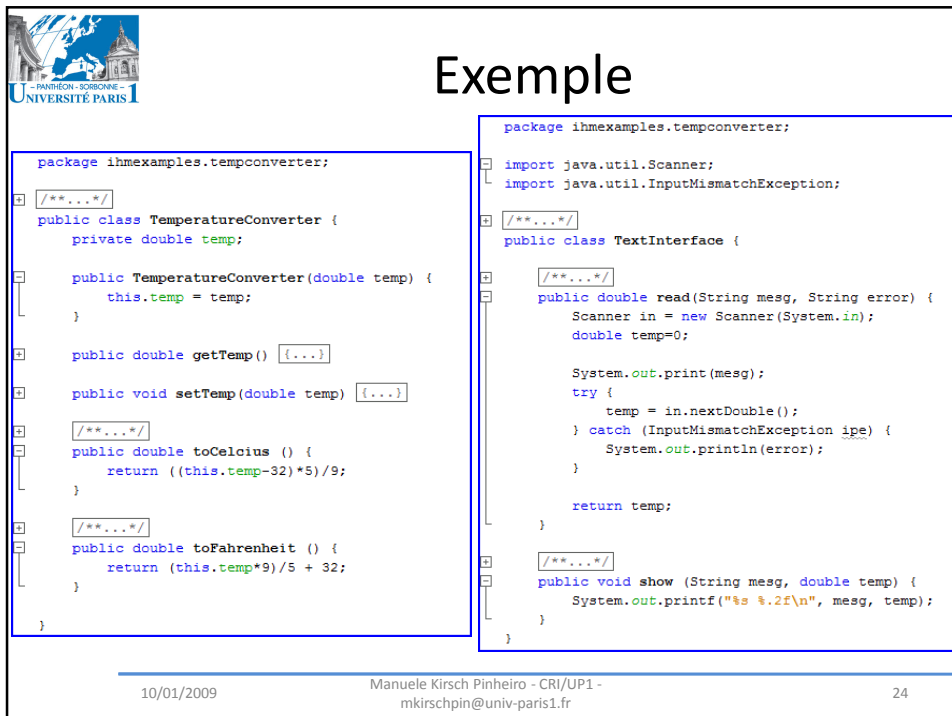 – PANTHÉON - SORBONNE –
UNIVERSITÉ PARIS 1
Exemple
package ihmexamples.tempconverter;
/**...*/
public class TemperatureConverter {
private double temp;
public TemperatureConverter(double temp) {
this.temp = temp;
}
public double getTemp() {...}
public void setTemp(double temp) {...}
/**...*/
public double toCelcius () {
return ((this.temp-32)*5)/9;
}
/**...*/
public double toFahrenheit () {
return (this.temp*9)/5 + 32;
}
}
package ihmexamples.tempconverter;
import java.util.Scanner;
import java.util.InputMismatchException;
/**...*/
public class TextInterface {
/**...*/
public double read(String mesg, String error) {
Scanner in = new Scanner(System.in);
double temp=0;
System.out.print(mesg);
try {
temp = in.nextDouble();
} catch (InputMismatchException ipe) {
System.out.println(error);
}
return temp;
}
/**...*/
public void show (String mesg, double temp) {
System.out.printf("%s %.2f\n", mesg, temp);
}
}
10/01/2009
Manuele Kirsch Pinheiro - CRI/UP1 -
mkirschpin@univ-paris1.fr
24